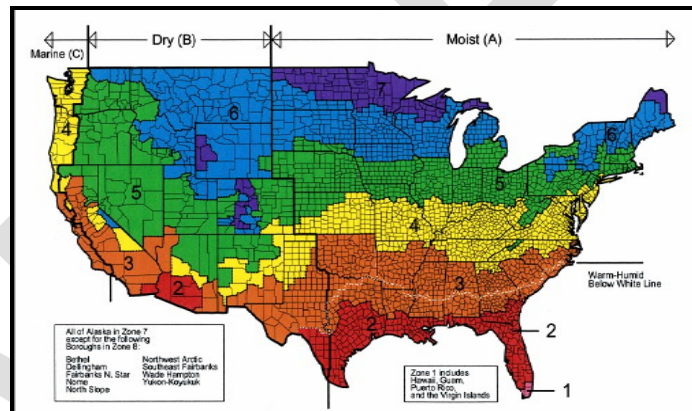 Marine (C)
Dry (B)
Moist (A)
7
6
6
4
5
5
4
3
3
2
2
Warm-Humid
Below White Line
2
1
All of Alaska in Zone 7
except for the following
Boroughs in Zone 8:
Bethel
Dellingham
Fairbanks N. Star
Nome
North Slope
Northwest Arctic
Southeast Fairbanks
Wade Hampton
Yukon-Koyukuk
Zone 1 includes
Hawaii, Guam,
Puerto Rico,
and the Virgin Islands